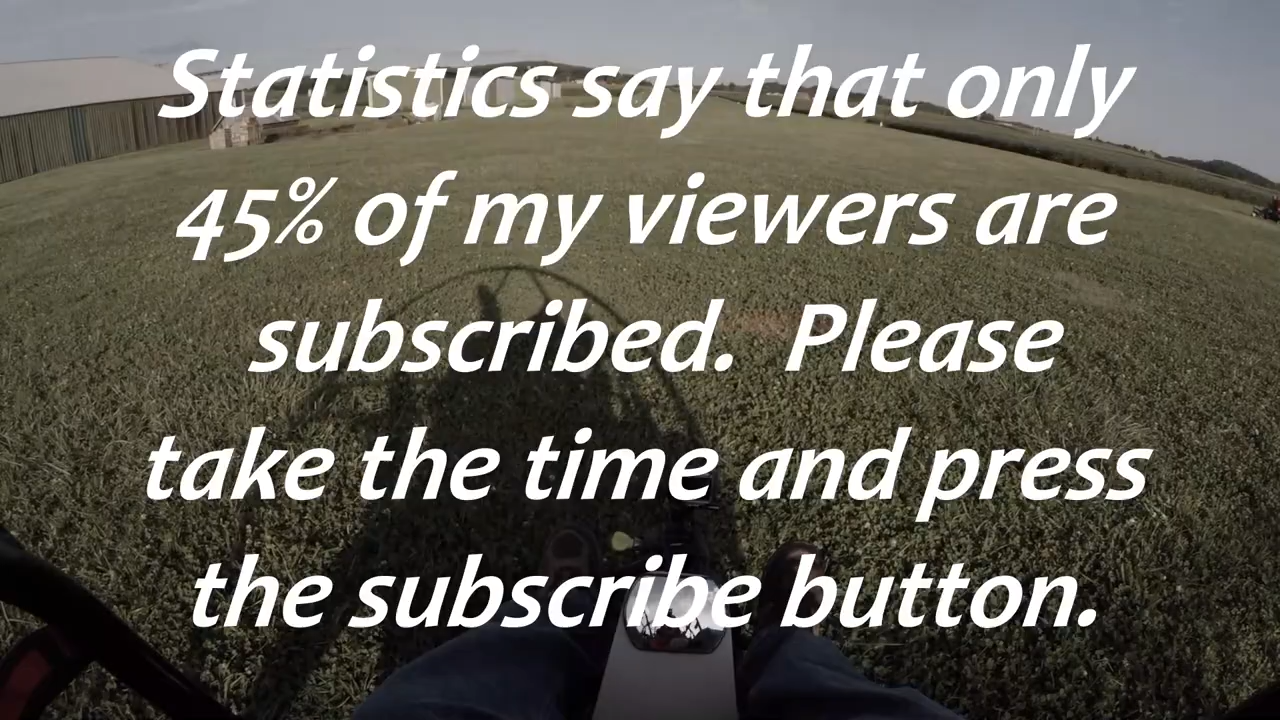 Statistics say that only
45% of my viewers are
subscribed.  Please
take the time and press
the subscribe button.